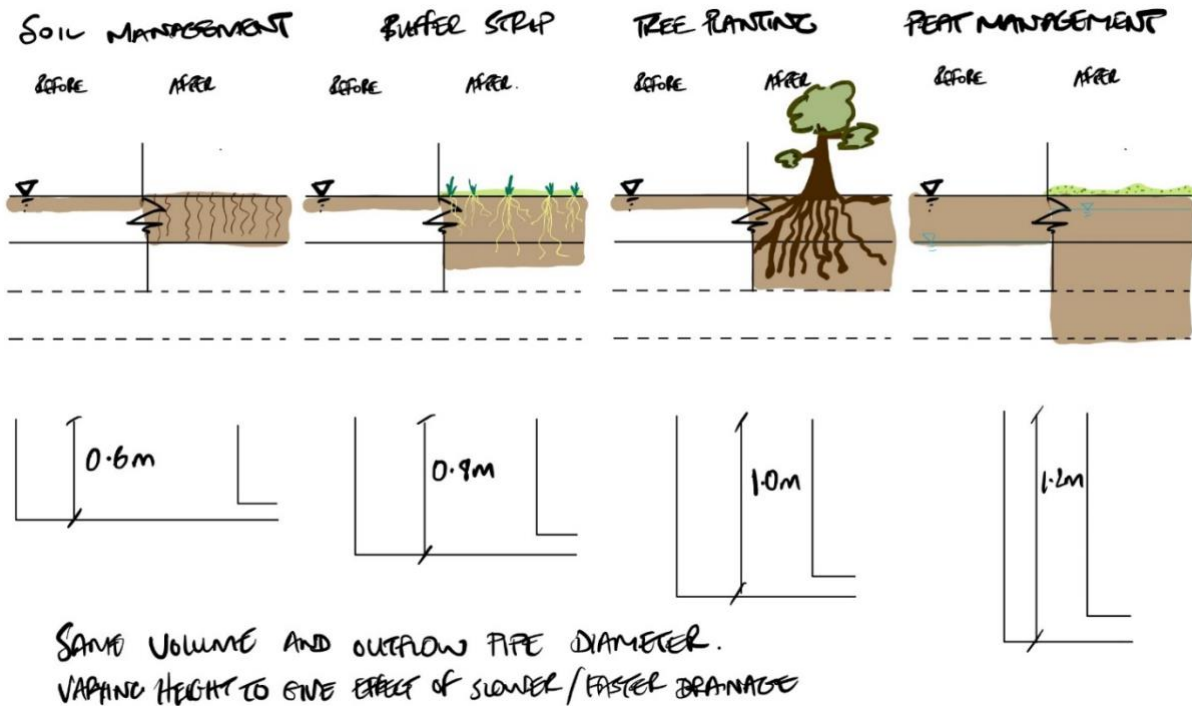 SOIL MANAGEMENT
BUFFER STRIP
TREE PLANTING
PEAT MANAGEMENT
BEFORE AFTER
BEFORE AFTER.
BEFORE AFTER
BEFORE AFTER
0.6m
0.8m
1.0m
1.2m
SAME VOLUME AND OUTFLOW PIPE DIAMETER.
VARYING HEIGHT TO GIVE EFFECT OF SLOWER/FASTER DRAINAGE